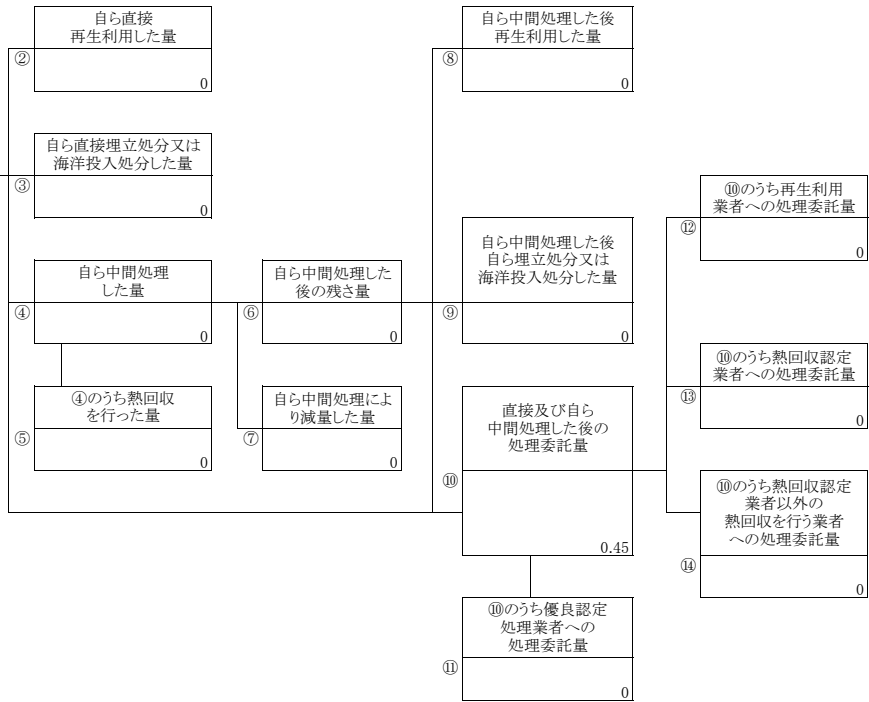 自ら直接
再生利用した量
②
0
自ら直接埋立処分又は
海洋投入処分した量
③
0
自ら中間処理
した量
④
0
④のうち熱回収
を行った量
⑤
0
自ら中間処理した
後の残さ量
⑥
0
自ら中間処理によ
り減量した量
⑦
0
自ら中間処理した後
再生利用した量
⑧
0
自ら中間処理した後
自ら埋立処分又は
海洋投入処分した量
⑨
0
直接及び自ら
中間処理した後の
処理委託量
⑩
0.45
⑩のうち優良認定
処理業者への
処理委託量
⑪
0
⑩のうち再生利用
業者への処理委託量
⑫
0
⑩のうち熱回収認定
業者への処理委託量
⑬
0
⑩のうち熱回収認定
業者以外の
熱回収を行う業者
への処理委託量
⑭
0